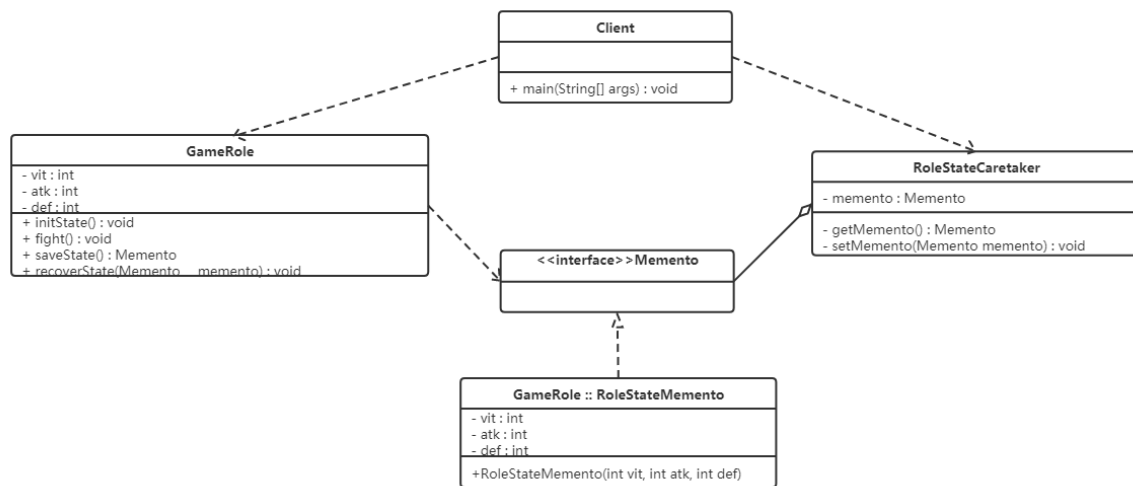 Client
+ main(String[] args) : void
GameRole
- vit : int
- atk : int
- def : int
+ initState() : void
+ fight() : void
+ saveState() : Memento
+ recoverState(Memento memento) : void
RoleStateCaretaker
- memento : Memento
- getMemento() : Memento
- setMemento(Memento memento) : void
<<interface>>Memento
GameRole :: RoleStateMemento
- vit : int
- atk : int
- def : int
+RoleStateMemento(int vit, int atk, int def)